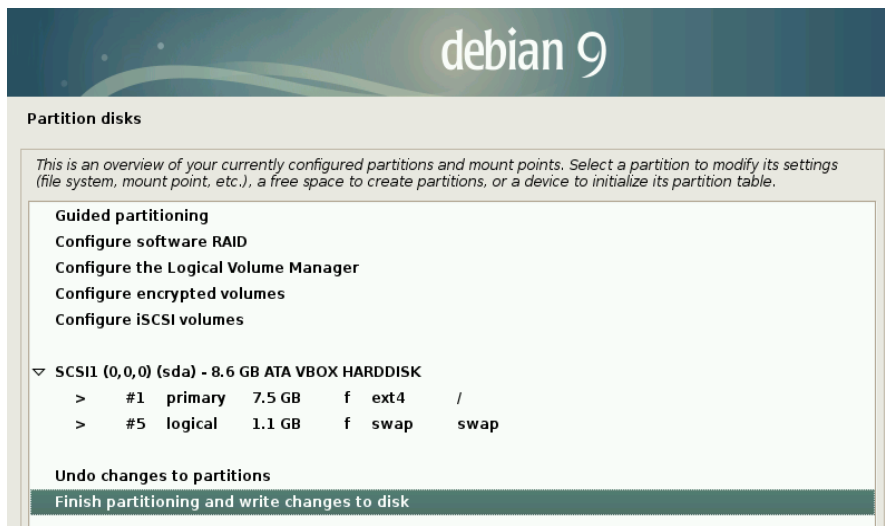 debian 9
Partition disks
This is an overview of your currently configured partitions and mount points. Select a partition to modify its settings
(file system, mount point, etc.), a free space to create partitions, or a device to initialize its partition table.
Guided partitioning
Configure software RAID
Configure the Logical Volume Manager
Configure encrypted volumes
Configure iSCSI volumes
SCSI1 (0,0,0) (sda) - 8.6 GB ATA VBOX HARDDISK
> #1 primary 7.5 GB f ext4 /
> #5 logical 1.1 GB f swap swap
Undo changes to partitions
Finish partitioning and write changes to disk